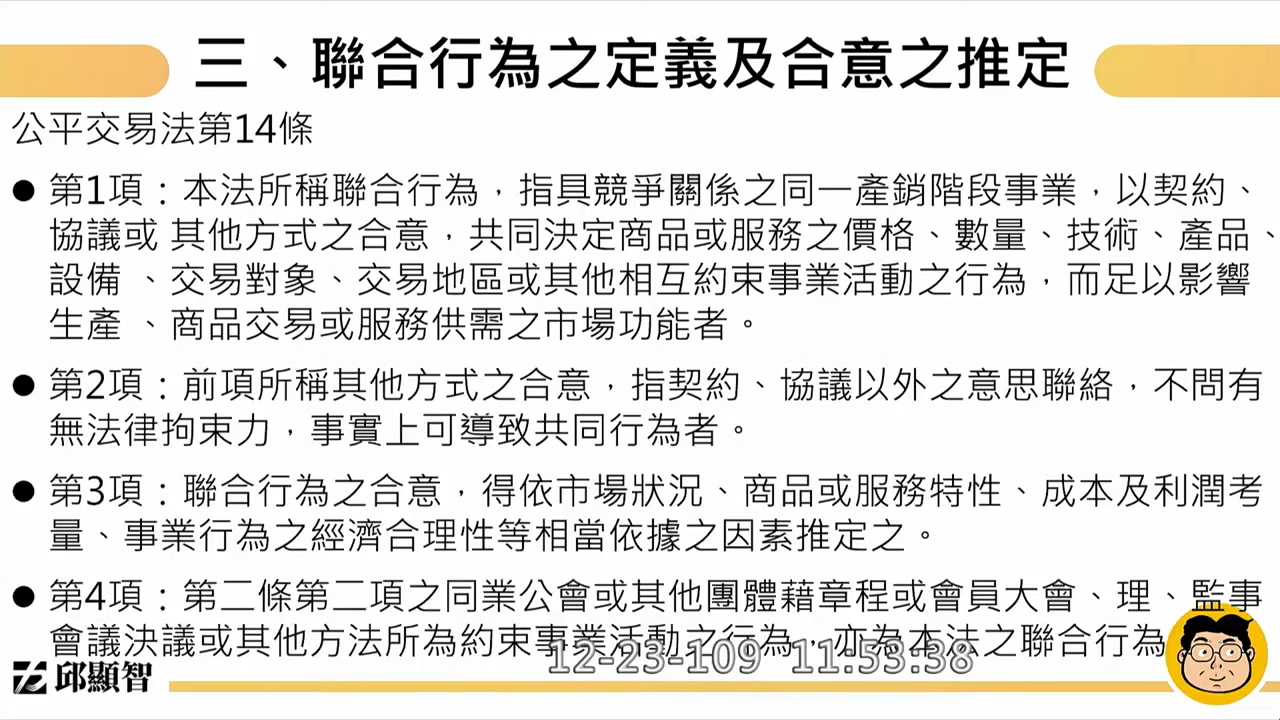 三、聯合行為之定義及合意之推定
公平交易法第14條
● 第1項：本法所稱聯合行為，指具競爭關係之同一產銷階段事業，以契約、
協議或 其他方式之合意，共同決定商品或服務之價格、數量、技術、產品、
設備 、交易對象、交易地區或其他相互約束事業活動之行為，而足以影響
生產 、商品交易或服務供需之市場功能者。
● 第2項：前項所稱其他方式之合意，指契約、協議以外之意思聯絡，不問有
無法律拘束力，事實上可導致共同行為者。
● 第3項：聯合行為之合意，得依市場狀況、商品或服務特性、成本及利潤考
量、事業行為之經濟合理性等相當依據之因素推定之。
● 第4項：第二條第二項之同業公會或其他團體藉章程或會員大會、理、監事
會議決議或其他方法所為約束事業活動之行為，亦為本法之聯合行為
12-23-109 11.53.38
邱顯智